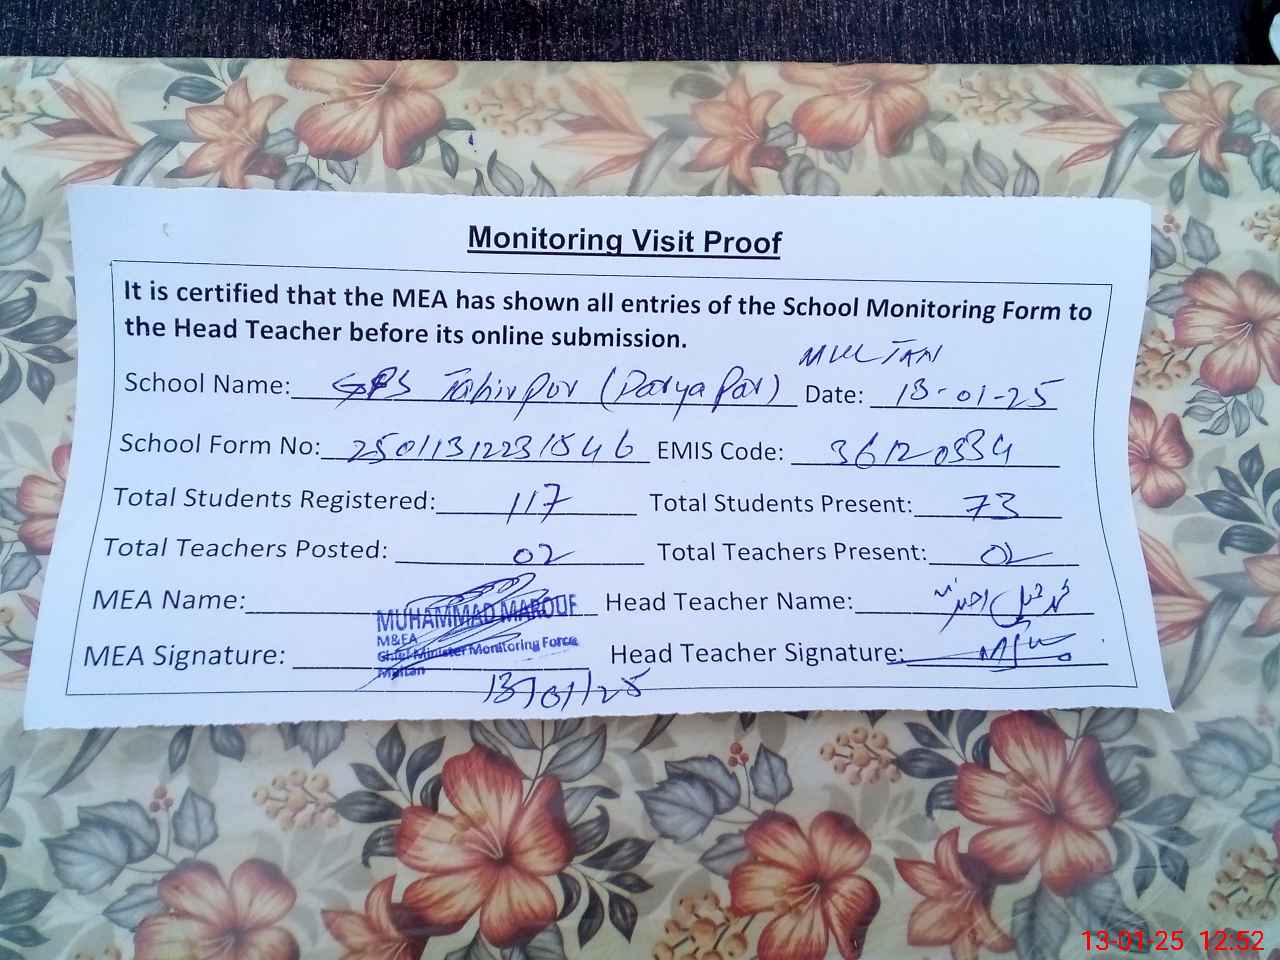 Monitoring Visit Proof
It is certified that the MEA has shown all entries of the School Monitoring Form to
the Head Teacher before its online submission.
MULTAN
School Name: GPS Tahirpur (Darya Par) Date: 13-01-25
School Form No: 25011312231546 EMIS Code: 36120334
Total Students Registered: 117 Total Students Present: 73
Total Teachers Posted: 02 Total Teachers Present: 02
MEA Name: MUHAMMAD MAROUF Head Teacher Name:
M&EA
Chief Minister Monitoring Force
MEA Signature: Head Teacher Signature:
Multan
13/01/25
13-01-25 12:52